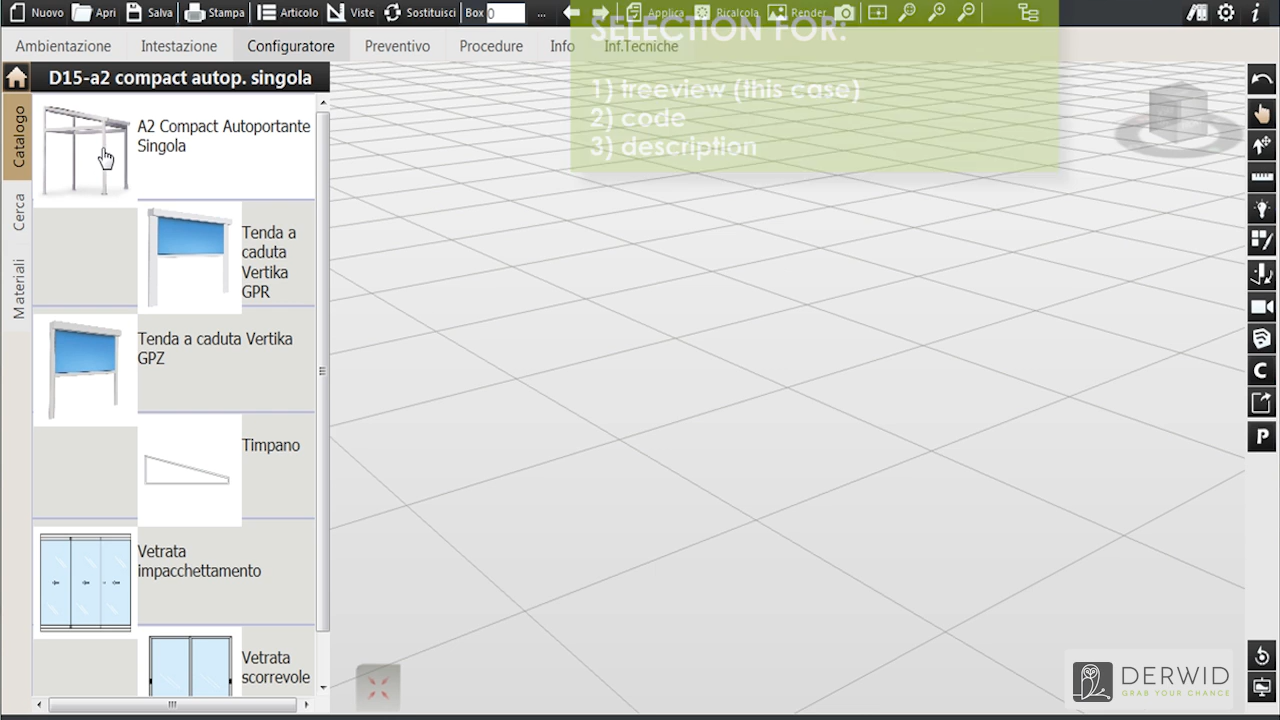 Nuovo Apri Salva Stampa Articolo Viste Sostituisci Box 0 ... Applica Ricalcola Render
Ambientazione Intestazione Configuratore Preventivo Procedure Info Inf.Tecniche
SELECTION FOR:
1) treeview (this case)
2) code
3) description
D15-a2 compact autop. singola
Catalogo
Cerca
Materiali
A2 Compact Autoportante
Singola
Tenda a
caduta
Vertika
GPR
Tenda a caduta Vertika
GPZ
Timpano
Vetrata
impacchettamento
Vetrata
scorrevole
C
P
DERWID
GRAB YOUR CHANCE